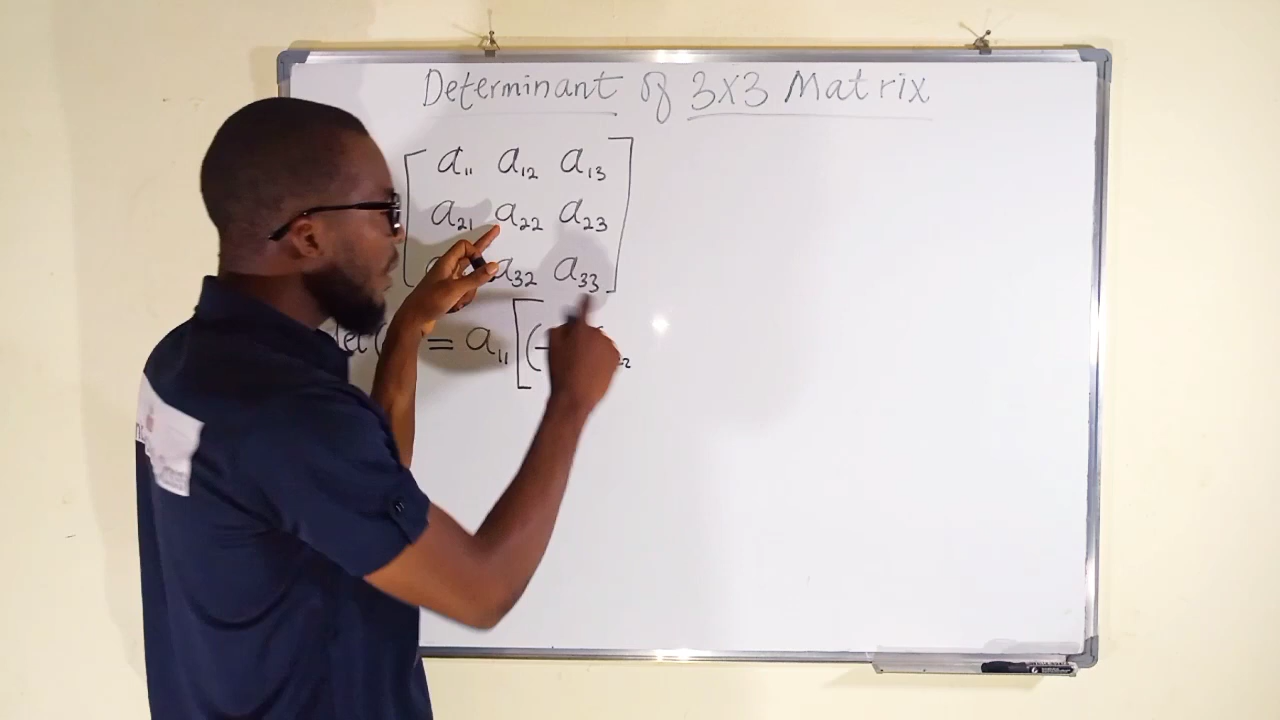 Determinant of 3x3 Matrix
a₁₁ a₁₂ a₁₃
a₂₁ a₂₂ a₂₃
a₃₂ a₃₃
= a₁₁ [(